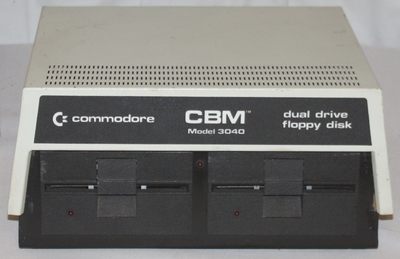 commodore
CBM™
Model 3040
dual drive
floppy disk